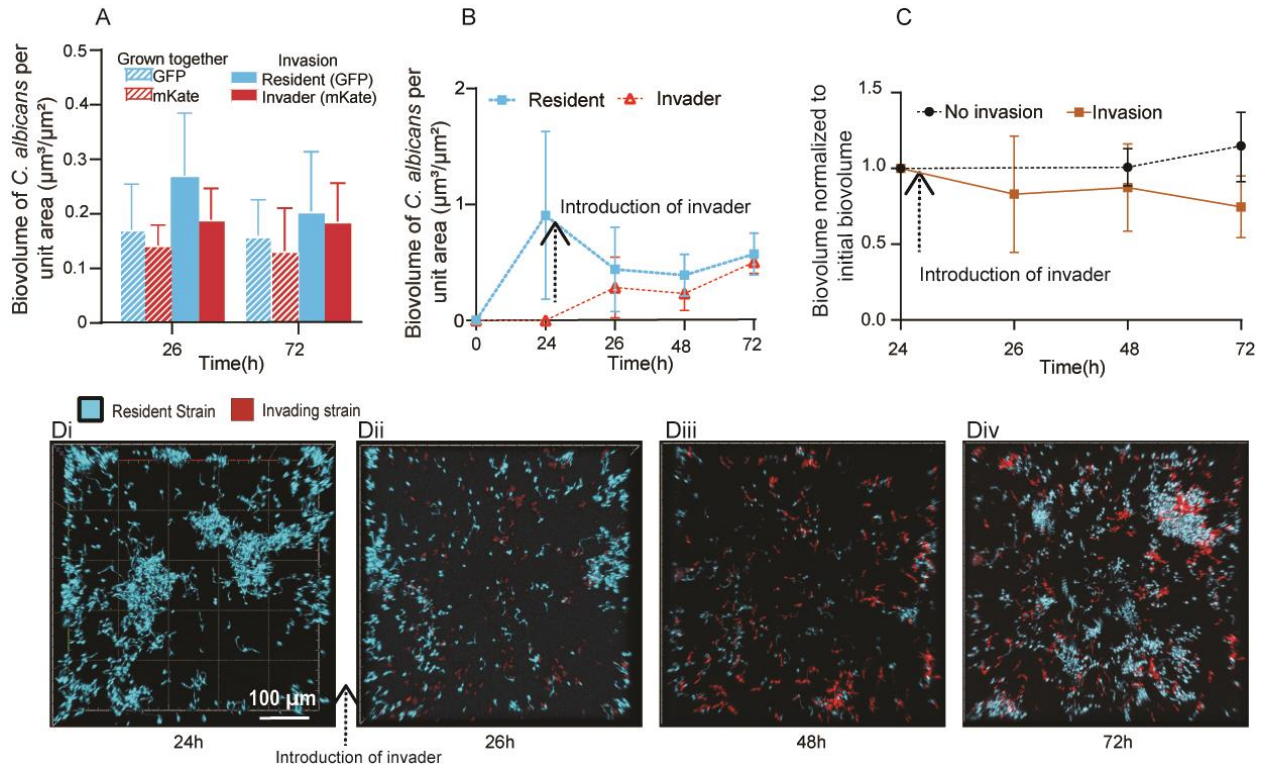 A
Biovolume of C. albicans per
unit area (µm³/µm²)
0.5
0.4
0.3
0.2
0.1
0
Grown together
GFP
mKate
Invasion
Resident (GFP)
Invader (mKate)
26
72
Time(h)
B
Biovolume of C. albicans per
unit area (µm³/µm²)
2
1
0
Resident
Invader
Introduction of invader
0
24
26
48
72
Time(h)
C
Biovolume normalized to
initial biovolume
1.5
1.0
0.5
0.0
No invasion
Invasion
Introduction of invader
24
26
48
72
Time(h)
Resident Strain
Invading strain
Di
100 µm
24h
Introduction of invader
Dii
26h
Diii
48h
Div
72h